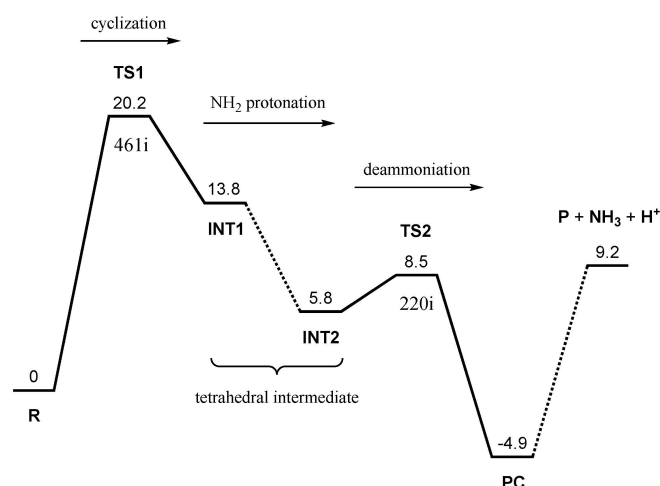 cyclization
TS1
20.2
461i
NH₂ protonation
13.8
INT1
deammoniation
TS2
8.5
220i
P + NH₃ + H⁺
9.2
5.8
INT2
tetrahedral intermediate
0
R
-4.9
PC